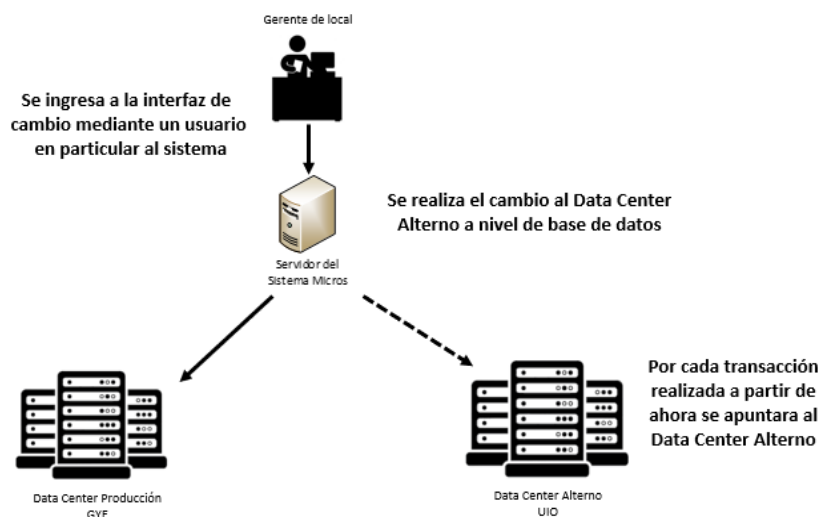 Gerente de local
Se ingresa a la interfaz de
cambio mediante un usuario
en particular al sistema
Se realiza el cambio al Data Center
Alterno a nivel de base de datos
Servidor del
Sistema Micros
Por cada transacción
realizada a partir de
ahora se apuntara al
Data Center Alterno
Data Center Producción
GYE
Data Center Alterno
UIO